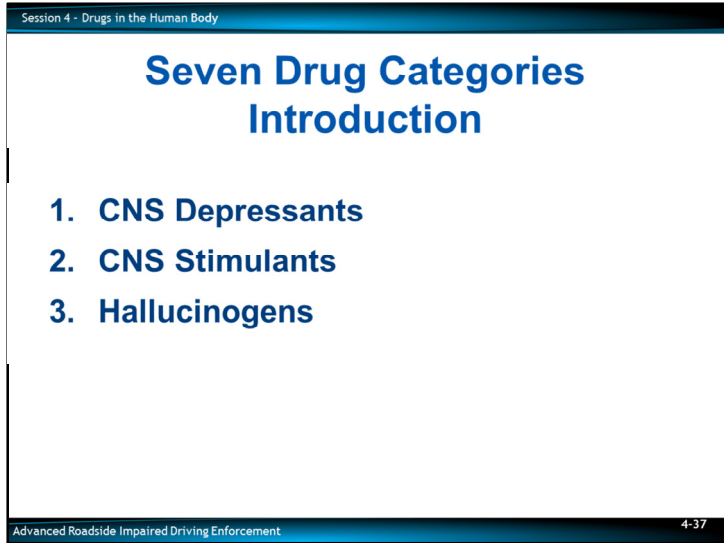 Session 4 - Drugs in the Human Body
Seven Drug Categories
Introduction
1. CNS Depressants
2. CNS Stimulants
3. Hallucinogens
Advanced Roadside Impaired Driving Enforcement
4-37